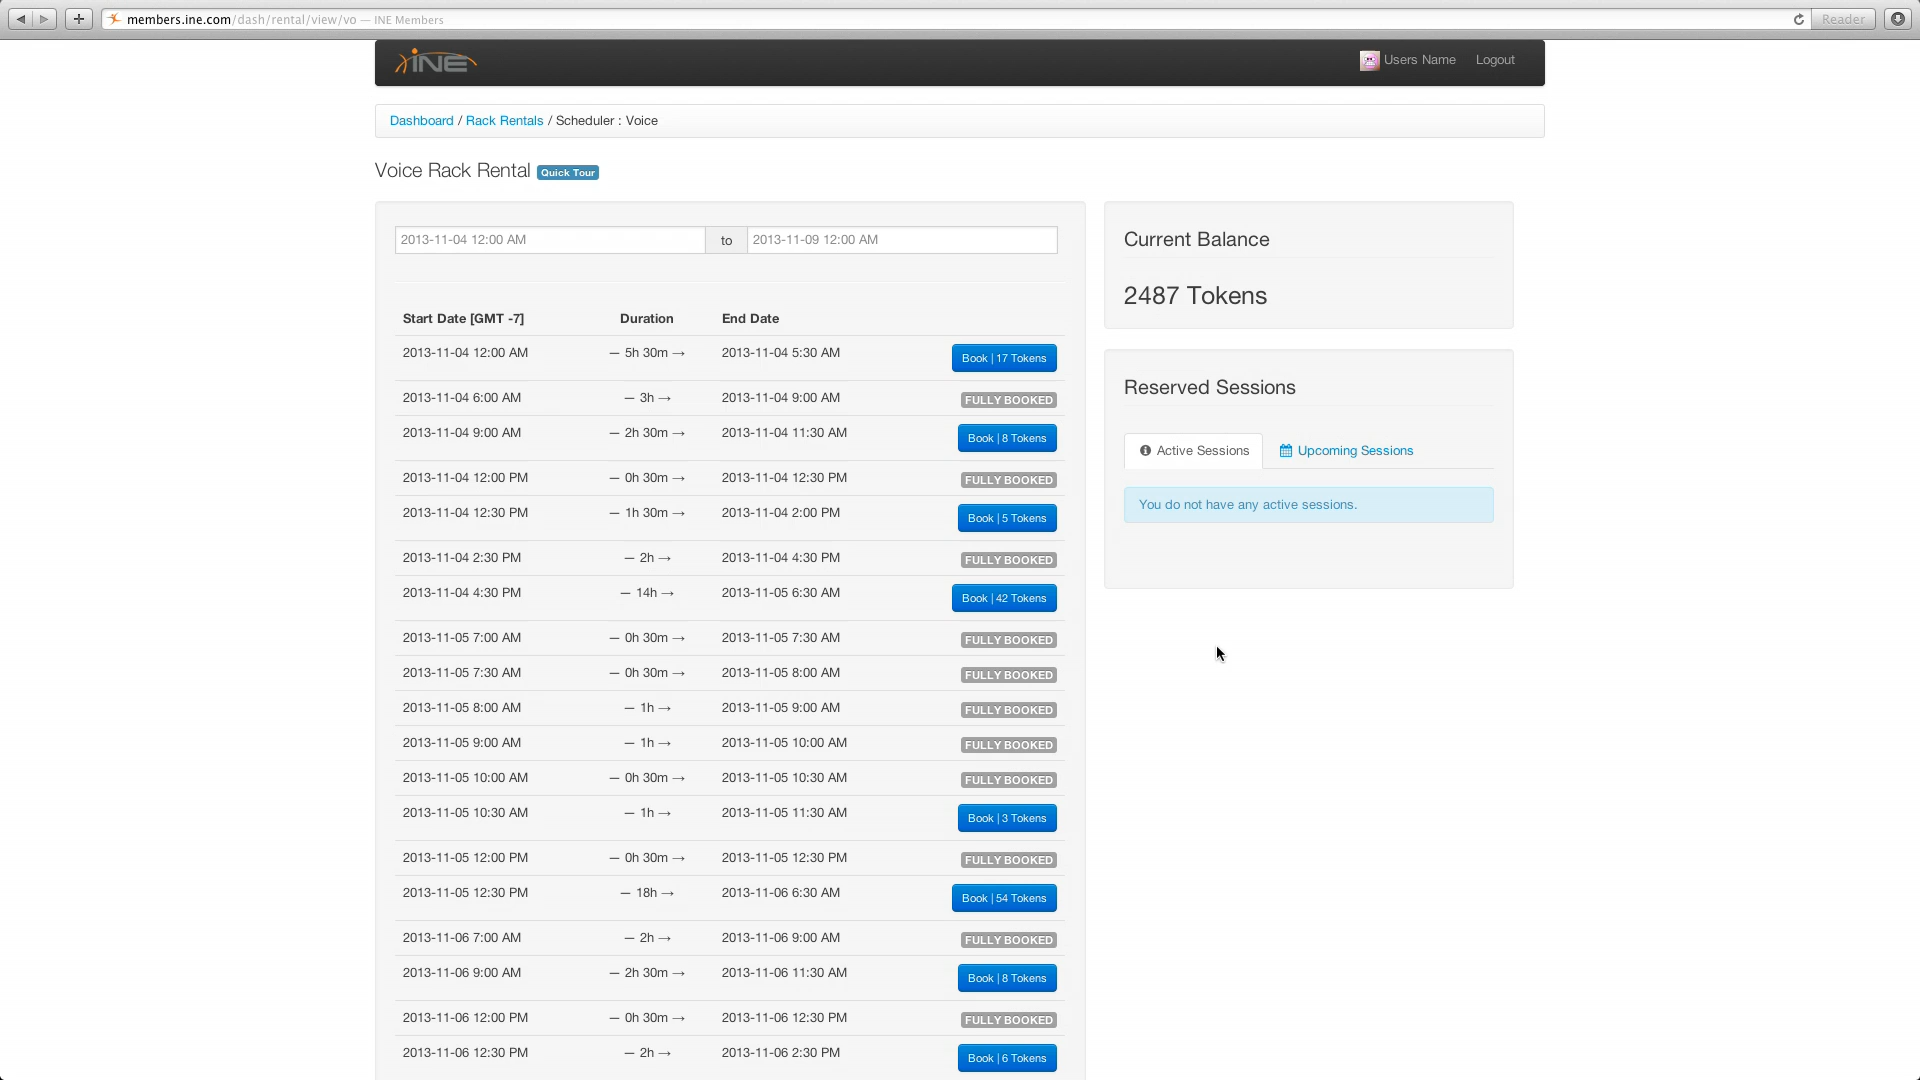 members.ine.com/dash/rental/view/vo — INE Members
Reader
INE
Users Name
Logout
Dashboard / Rack Rentals / Scheduler : Voice
Voice Rack Rental Quick Tour
2013-11-04 12:00 AM to 2013-11-09 12:00 AM
Start Date [GMT -7] Duration End Date
2013-11-04 12:00 AM — 5h 30m → 2013-11-04 5:30 AM Book | 17 Tokens
2013-11-04 6:00 AM — 3h → 2013-11-04 9:00 AM FULLY BOOKED
2013-11-04 9:00 AM — 2h 30m → 2013-11-04 11:30 AM Book | 8 Tokens
2013-11-04 12:00 PM — 0h 30m → 2013-11-04 12:30 PM FULLY BOOKED
2013-11-04 12:30 PM — 1h 30m → 2013-11-04 2:00 PM Book | 5 Tokens
2013-11-04 2:30 PM — 2h → 2013-11-04 4:30 PM FULLY BOOKED
2013-11-04 4:30 PM — 14h → 2013-11-05 6:30 AM Book | 42 Tokens
2013-11-05 7:00 AM — 0h 30m → 2013-11-05 7:30 AM FULLY BOOKED
2013-11-05 7:30 AM — 0h 30m → 2013-11-05 8:00 AM FULLY BOOKED
2013-11-05 8:00 AM — 1h → 2013-11-05 9:00 AM FULLY BOOKED
2013-11-05 9:00 AM — 1h → 2013-11-05 10:00 AM FULLY BOOKED
2013-11-05 10:00 AM — 0h 30m → 2013-11-05 10:30 AM FULLY BOOKED
2013-11-05 10:30 AM — 1h → 2013-11-05 11:30 AM Book | 3 Tokens
2013-11-05 12:00 PM — 0h 30m → 2013-11-05 12:30 PM FULLY BOOKED
2013-11-05 12:30 PM — 18h → 2013-11-06 6:30 AM Book | 54 Tokens
2013-11-06 7:00 AM — 2h → 2013-11-06 9:00 AM FULLY BOOKED
2013-11-06 9:00 AM — 2h 30m → 2013-11-06 11:30 AM Book | 8 Tokens
2013-11-06 12:00 PM — 0h 30m → 2013-11-06 12:30 PM FULLY BOOKED
2013-11-06 12:30 PM — 2h → 2013-11-06 2:30 PM Book | 6 Tokens
Current Balance
2487 Tokens
Reserved Sessions
Active Sessions Upcoming Sessions
You do not have any active sessions.